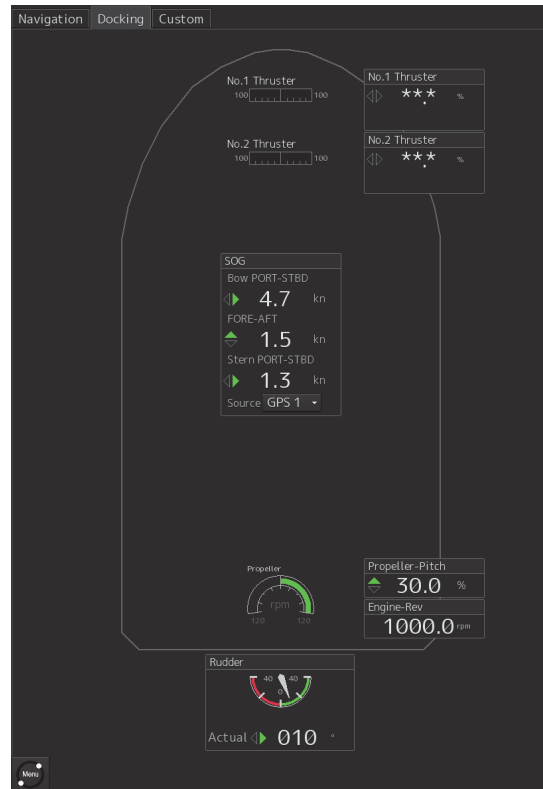 Navigation Docking Custom
No.1 Thruster
100 100
No.1 Thruster
**.* %
No.2 Thruster
100 100
No.2 Thruster
**.* %
SOG
Bow PORT-STBD
4.7 kn
FORE-AFT
1.5 kn
Stern PORT-STBD
1.3 kn
Source GPS 1
Propeller
rpm
120 120
Propeller-Pitch
30.0 %
Engine-Rev
1000.0 rpm
Rudder
40 40
0
Actual 010 °
Menu